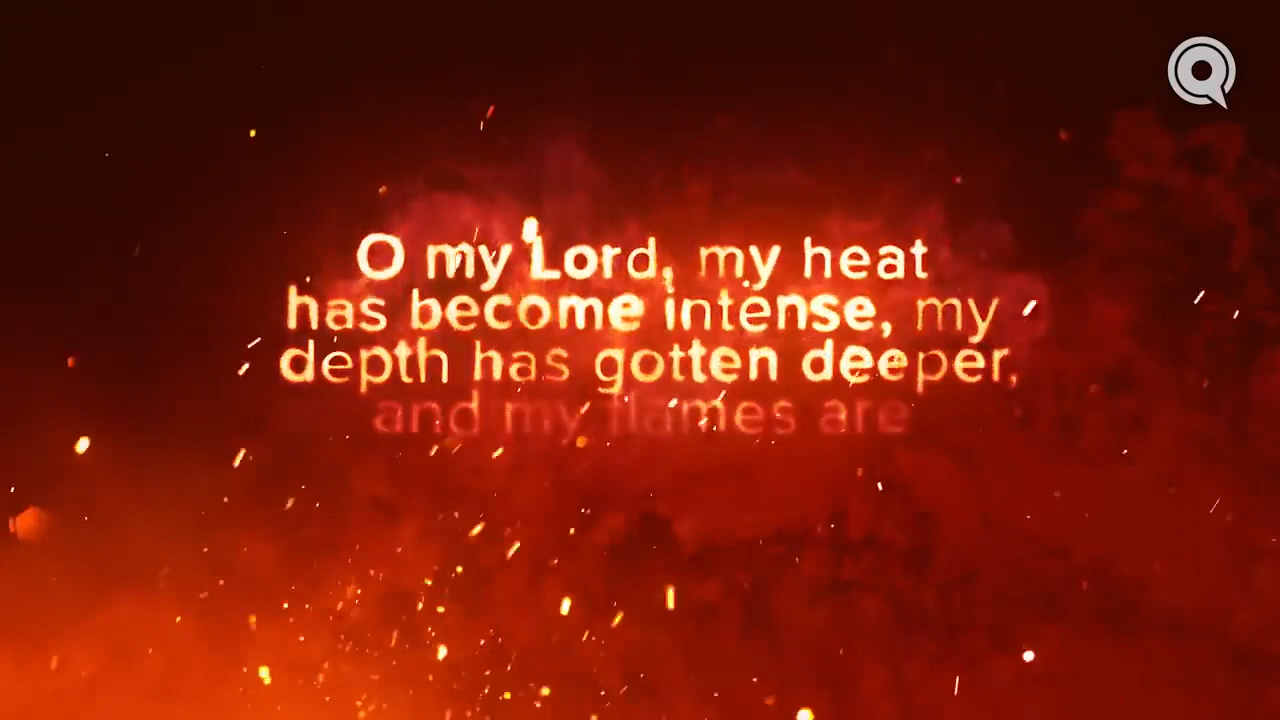 O my Lord, my heat
has become intense, my
depth has gotten deeper,
and my flames are